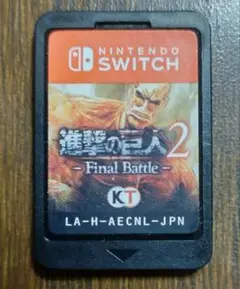 NINTENDO
SWITCH
進撃の巨人2
-Final Battle-
KT
LA-H-AECNL-JPN